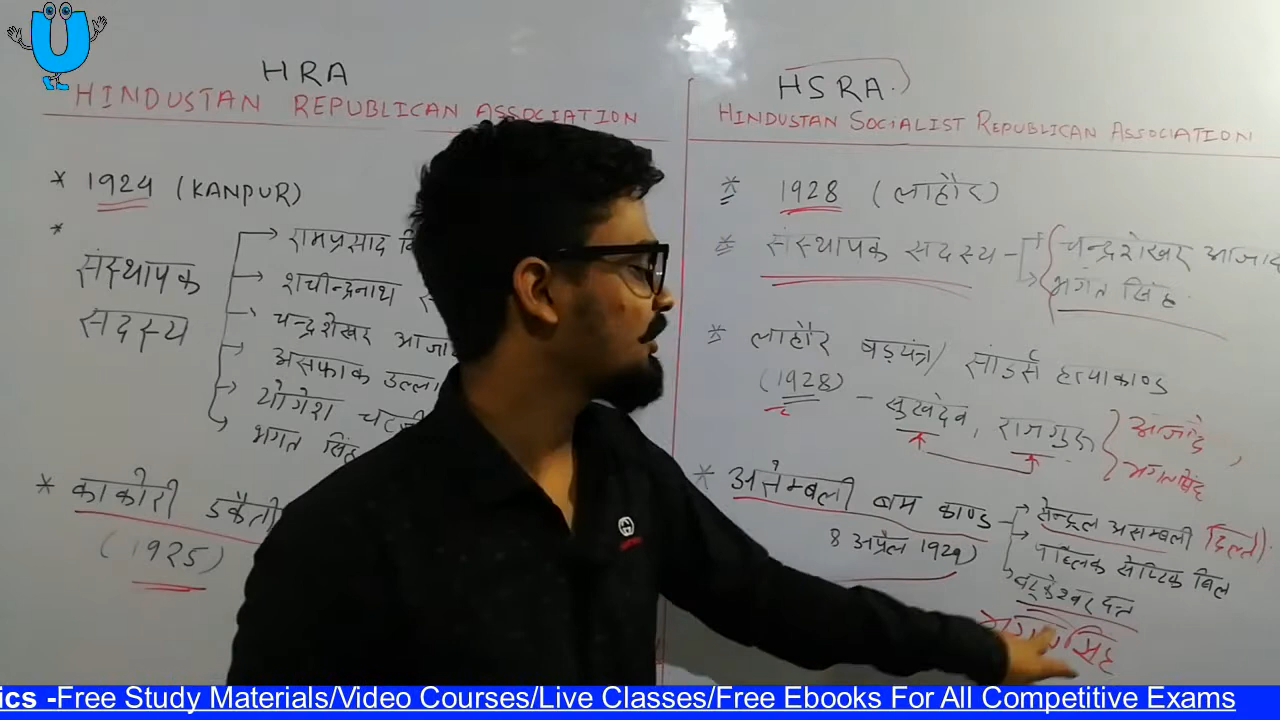 U
HRA
HINDUSTAN REPUBLICAN ASSOCIATION
* 1924 (KANPUR)
*
संस्थापक
सदस्य
रामप्रसाद
शचीन्द्रनाथ
चन्द्रशेखर आजा
असफाक उल्ला
योगेश चटर्जी
भगत सिंह
* काकोरी डकैती
(1925)
HSRA
HINDUSTAN SOCIALIST REPUBLICAN ASSOCIATION
* 1928 (लाहौर)
* संस्थापक सदस्य - चन्द्रशेखर आजाद
भगत सिंह
* लाहौर षड्यंत्र / सांडर्स हत्याकाण्ड
(1928) - सुखदेव, राजगुरु आजाद,
भगतसिंह
* असेम्बली बम काण्ड - सेन्ट्रल असेम्बली दिल्ली)
8 अप्रैल 1929) पब्लिक सेफ्टिक बिल
बटुकेश्वर दत्त
भगत सिंह
ics -Free Study Materials/Video Courses/Live Classes/Free Ebooks For All Competitive Exams